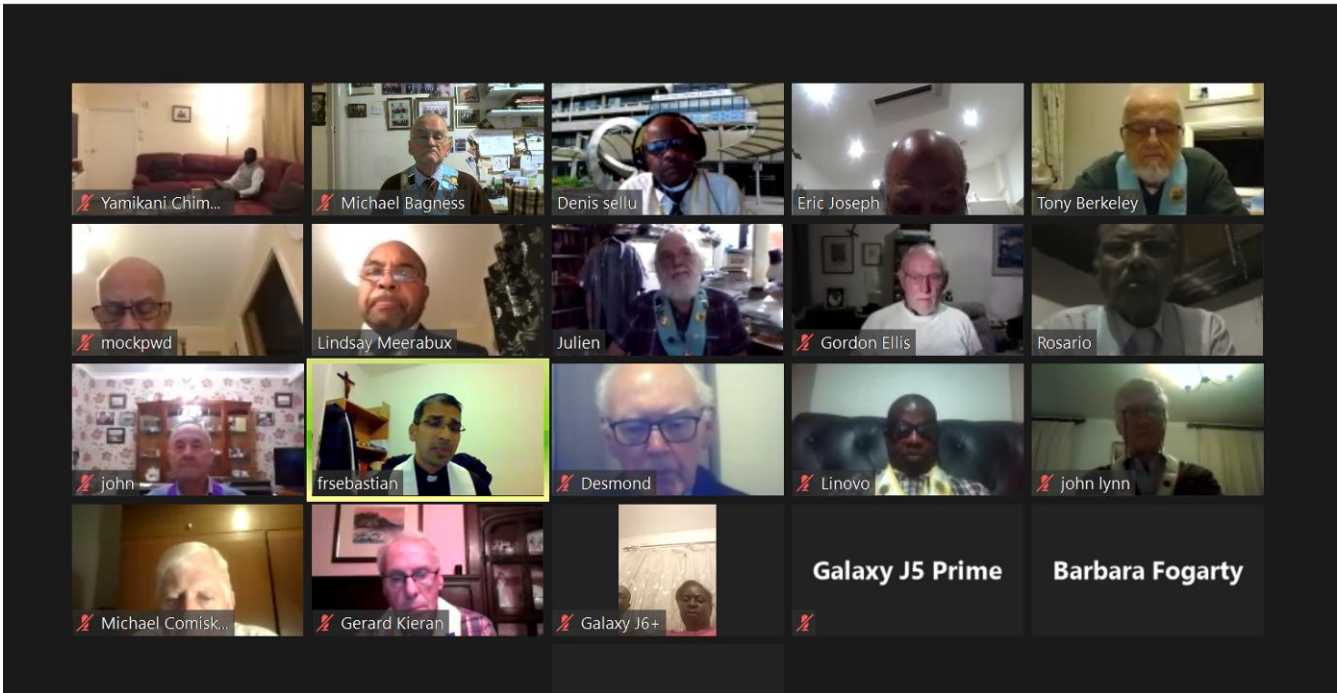 Yamikani Chim...
Michael Bagness
Denis sellu
Eric Joseph
Tony Berkeley
mockpwd
Lindsay Meerabux
Julien
Gordon Ellis
Rosario
john
frsebastian
Desmond
Linovo
john lynn
Michael Comisk...
Gerard Kieran
Galaxy J6+
Galaxy J5 Prime
Barbara Fogarty